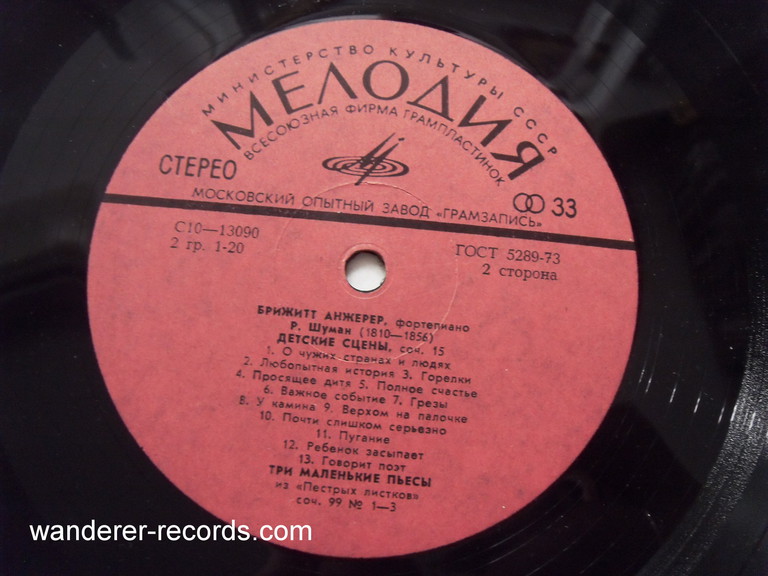 МИНИСТЕРСТВО КУЛЬТУРЫ СССР
МЕЛОДИЯ
ВСЕСОЮЗНАЯ ФИРМА ГРАМПЛАСТИНОК
СТЕРЕО
33
МОСКОВСКИЙ ОПЫТНЫЙ ЗАВОД «ГРАМЗАПИСЬ»
С10—13090
2 гр. 1-20
ГОСТ 5289-73
2 сторона
БРИЖИТТ АНЖЕРЕР, фортепиано
Р. Шуман (1810—1856)
ДЕТСКИЕ СЦЕНЫ, соч. 15
1. О чужих странах и людях
2. Любопытная история 3. Горелки
4. Просящее дитя 5. Полное счастье
6. Важное событие 7. Грезы
8. У камина 9. Верхом на палочке
10. Почти слишком серьезно
11. Пугание
12. Ребенок засыпает
13. Говорит поэт
ТРИ МАЛЕНЬКИЕ ПЬЕСЫ
из «Пестрых листков»
соч. 99 № 1—3
wanderer-records.com